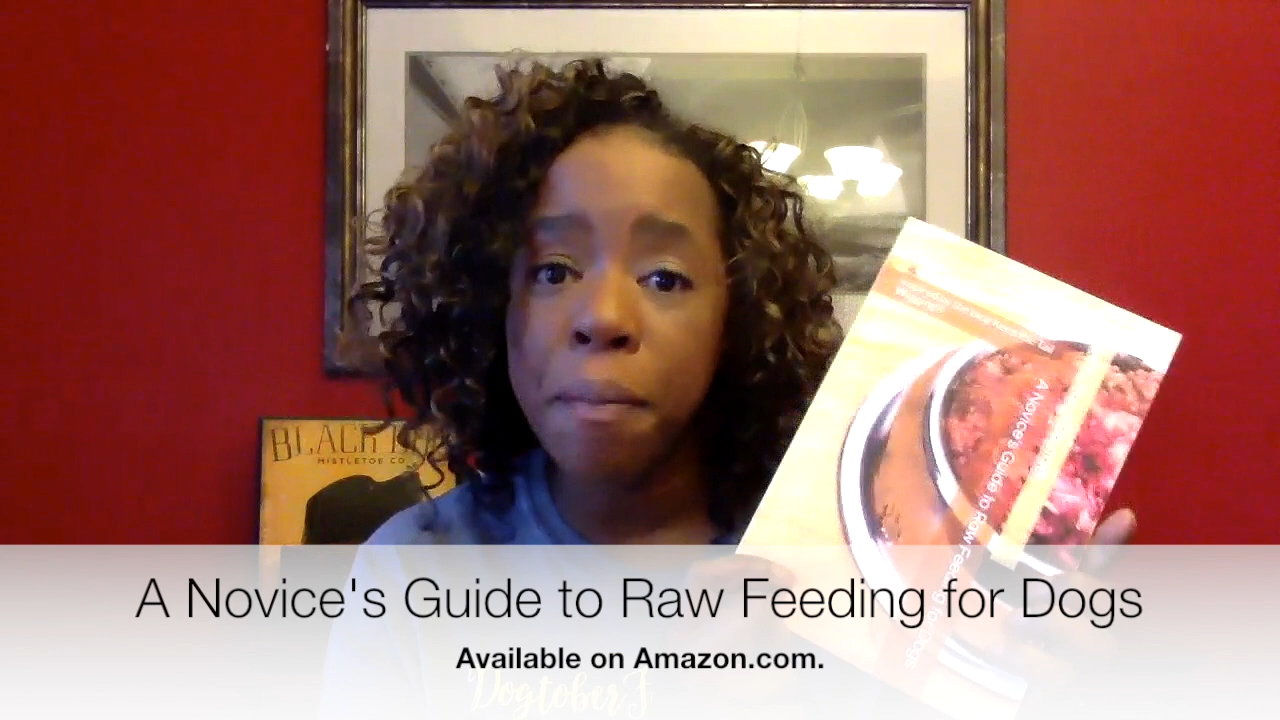 BLACK
MISTLETOE CO
A Novice's Guide to Raw Feeding for Dogs
A Novice's Guide to Raw Feeding for Dogs
Available on Amazon.com.
Dogtober